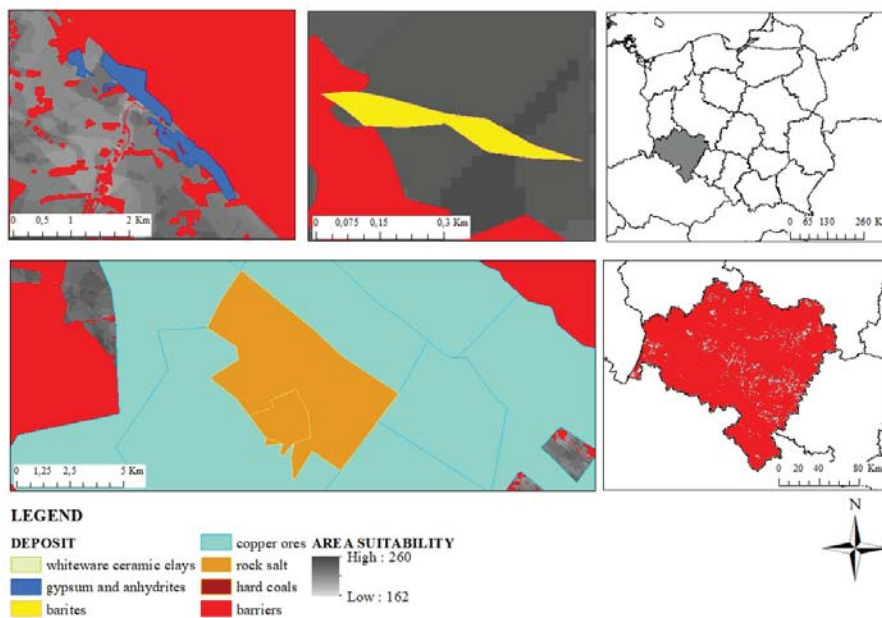 0 0,5 1 2 Km
0 0,075 0,15 0,3 Km
0 65 130 260 K
0 1,25 2,5 5 Km
0 20 40 80 Km
N
LEGEND
DEPOSIT
whiteware ceramic clays
gypsum and anhydrites
barites
copper ores
rock salt
hard coals
barriers
AREA SUITABILITY
High : 260
Low : 162